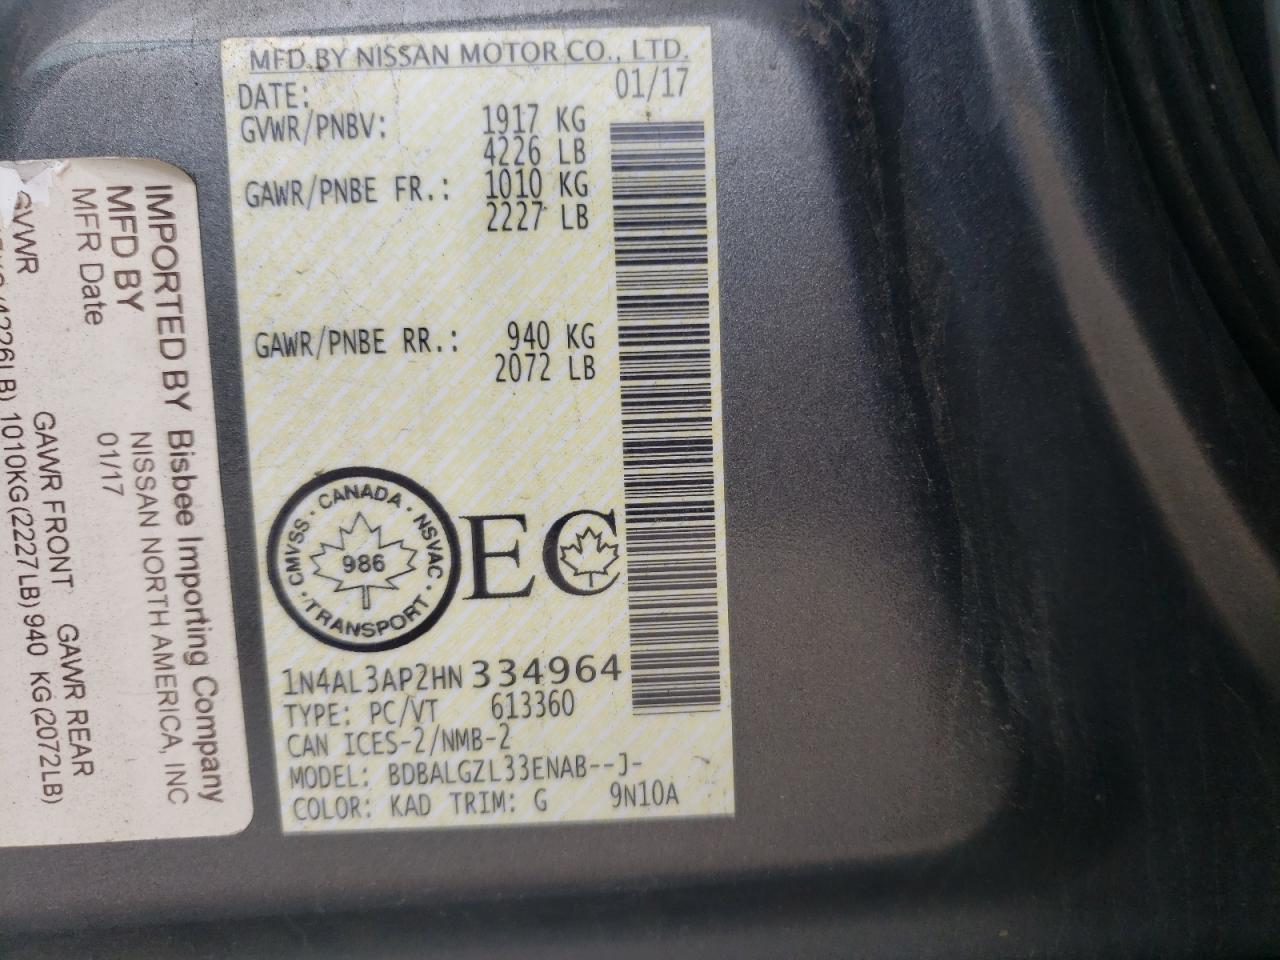 MFD BY NISSAN MOTOR CO., LTD.
DATE: 01/17
GVWR/PNBV: 1917 KG
4226 LB
GAWR/PNBE FR.: 1010 KG
2227 LB
GAWR/PNBE RR.: 940 KG
2072 LB
CMVSS · CANADA · NSVAC · TRANSPORT ·
986
EC
1N4AL3AP2HN 334964
TYPE: PC/VT 613360
CAN ICES-2/NMB-2
MODEL: BDBALGZL33ENAB--J-
COLOR: KAD TRIM: G 9N10A
IMPORTED BY Bisbee Importing Company
MFD BY NISSAN NORTH AMERICA, INC
MFR Date 01/17
GVWR GAWR FRONT GAWR REAR
(4226LB) 1010KG(2227LB) 940 KG(2072LB)